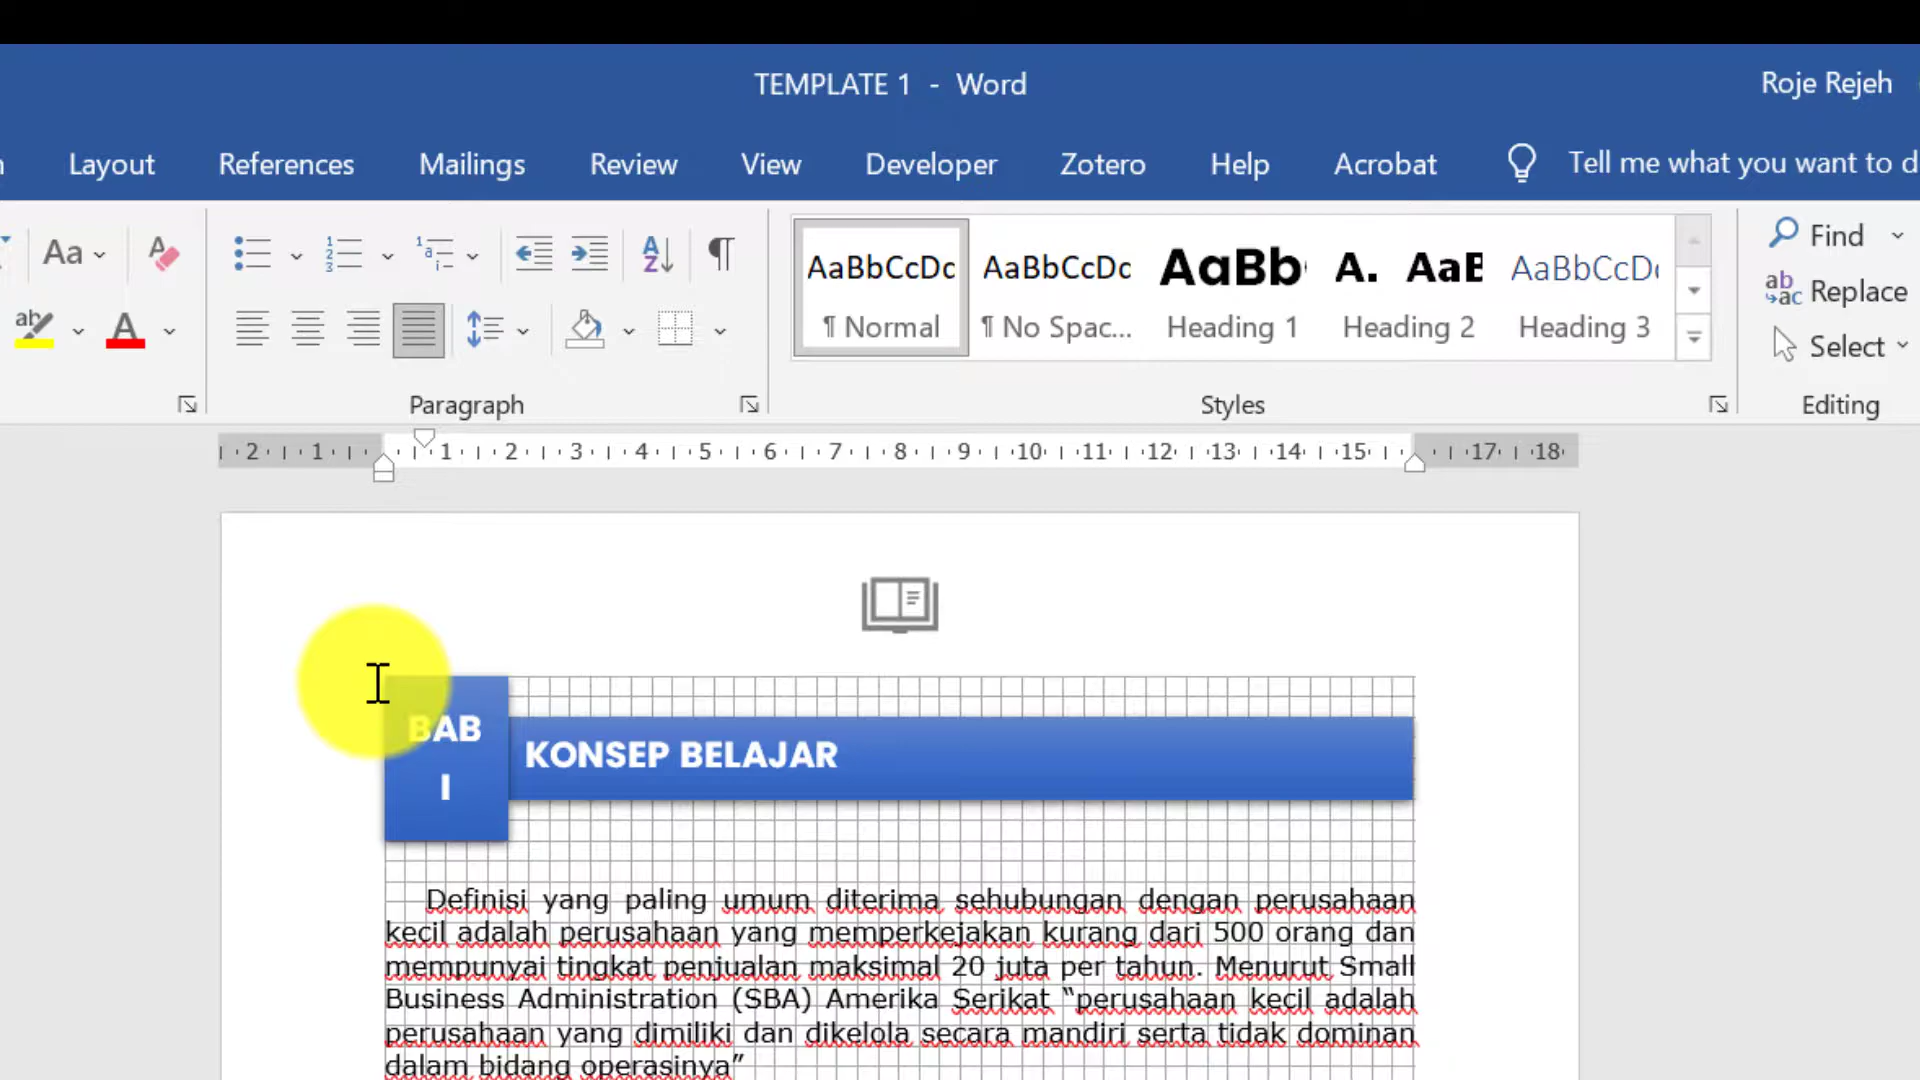 TEMPLATE 1 - Word
Roje Rejeh
Layout References Mailings Review View Developer Zotero Help Acrobat Tell me what you want to d
Aa
AaBbCcDc AaBbCcDc AaBb A. AaB AaBbCcD
¶ Normal ¶ No Spac... Heading 1 Heading 2 Heading 3
Find
Replace
Select
Paragraph
Styles
Editing
2 1 1 2 3 4 5 6 7 8 9 10 11 12 13 14 15 17 18
BAB
I
KONSEP BELAJAR
Definisi yang paling umum diterima sehubungan dengan perusahaan
kecil adalah perusahaan yang memperkejakan kurang dari 500 orang dan
mempunyai tingkat penjualan maksimal 20 juta per tahun. Menurut Small
Business Administration (SBA) Amerika Serikat “perusahaan kecil adalah
perusahaan yang dimiliki dan dikelola secara mandiri serta tidak dominan
dalam bidang operasinya”